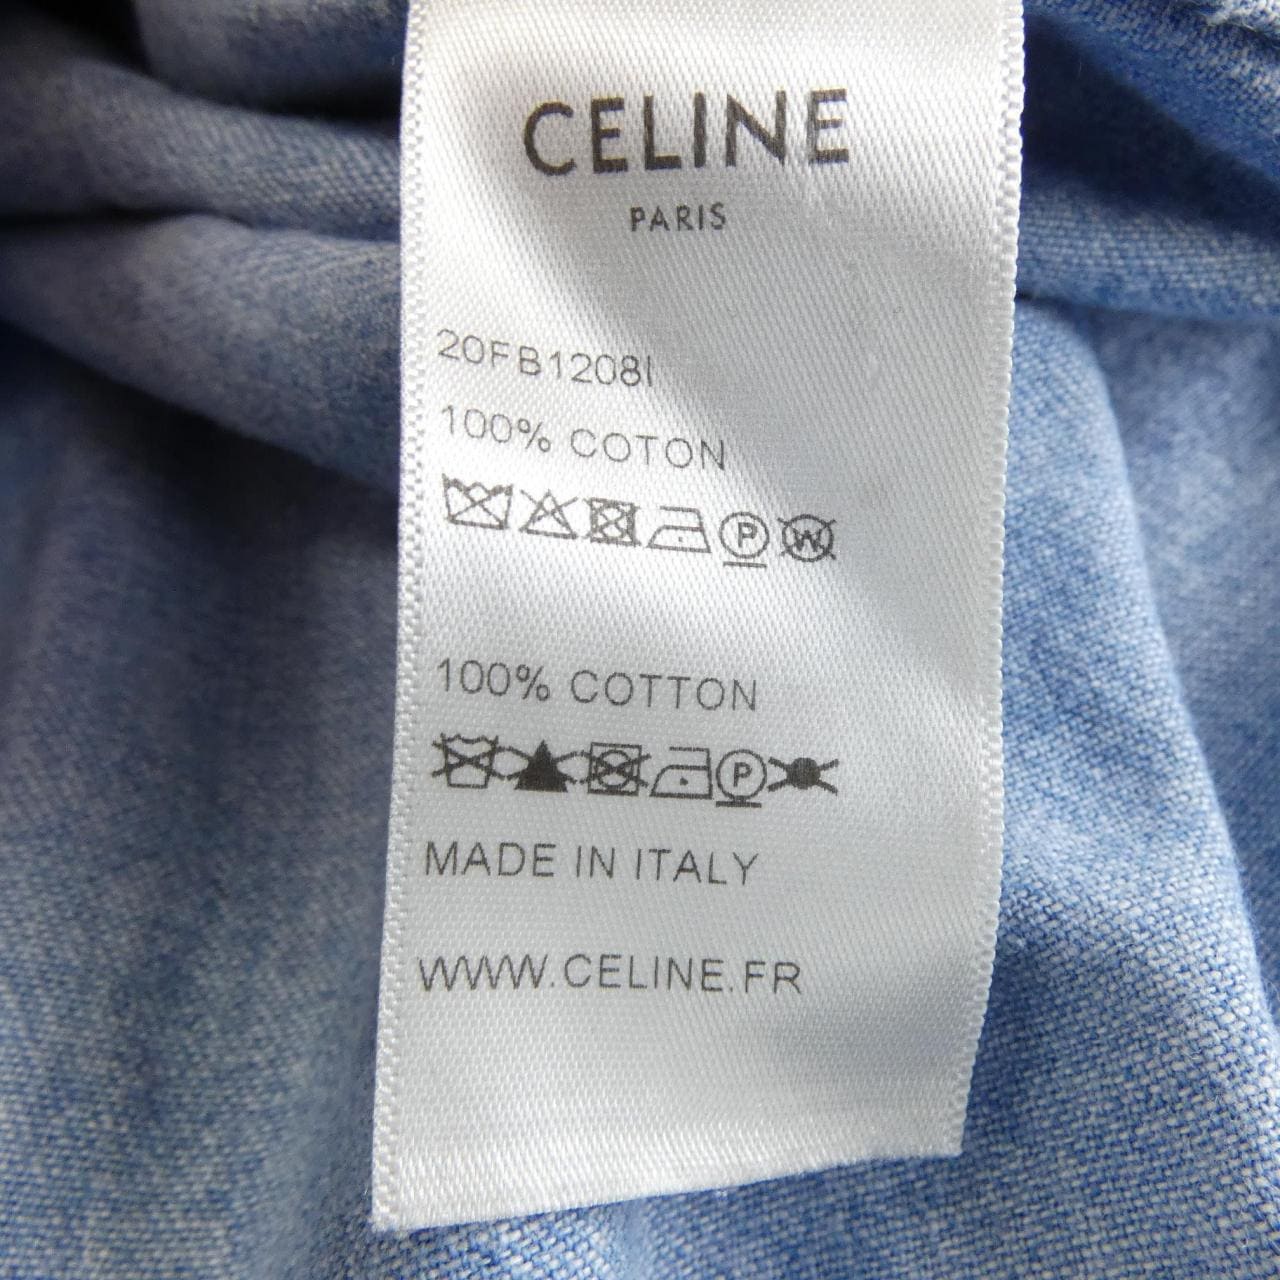 CELINE
PARIS
20FB1208I
100% COTON
P W
100% COTTON
P
MADE IN ITALY
WWW.CELINE.FR